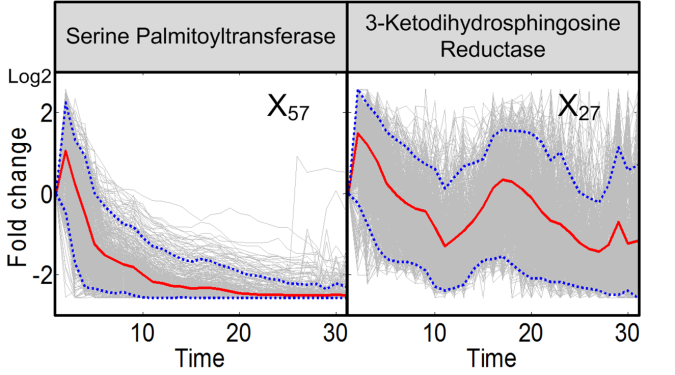 Serine Palmitoyltransferase
3-Ketodihydrosphingosine
Reductase
Log2
X57
X27
2
0
-2
Fold change
10
20
30
10
20
30
Time
Time